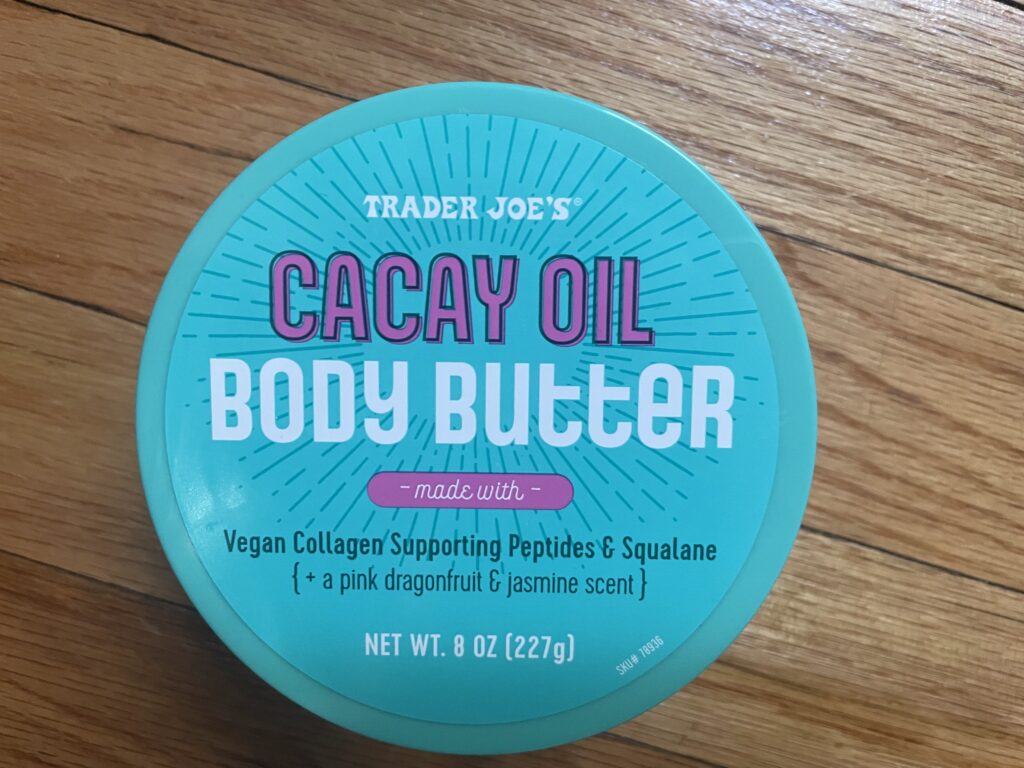 TRADER JOE'S®
CACAY OIL
BODY BUtteR
- made with -
Vegan Collagen Supporting Peptides & Squalane
{+ a pink dragonfruit & jasmine scent}
NET WT. 8 OZ (227g)
SKU# 78936